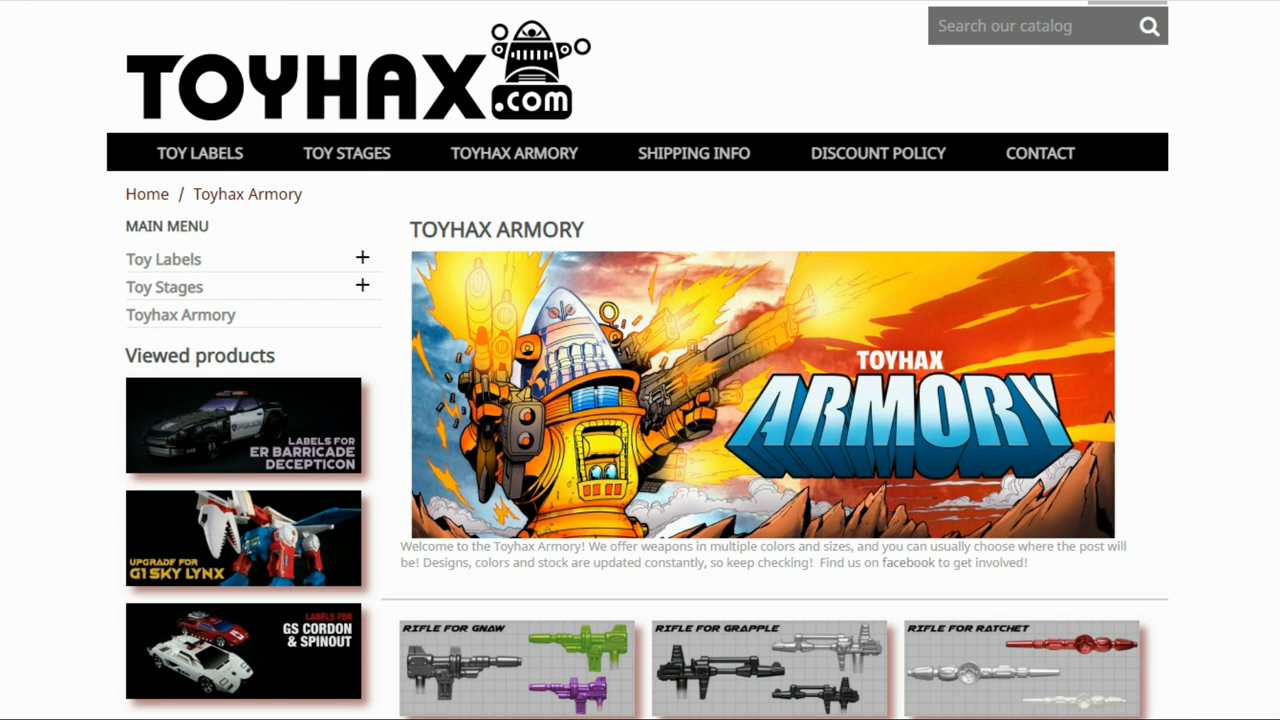 Search our catalog
TOYHAX
.com
TOY LABELS TOY STAGES TOYHAX ARMORY SHIPPING INFO DISCOUNT POLICY CONTACT
Home / Toyhax Armory
MAIN MENU
Toy Labels +
Toy Stages +
Toyhax Armory
Viewed products
LABELS FOR
ER BARRICADE
DECEPTICON
UPGRADE FOR
G1 SKY LYNX
LABELS FOR
GS CORDON
& SPINOUT
TOYHAX ARMORY
TOYHAX
ARMORY
Welcome to the Toyhax Armory! We offer weapons in multiple colors and sizes, and you can usually choose where the post will
be! Designs, colors and stock are updated constantly, so keep checking! Find us on facebook to get involved!
RIFLE FOR GNAW
RIFLE FOR GRAPPLE
RIFLE FOR RATCHET